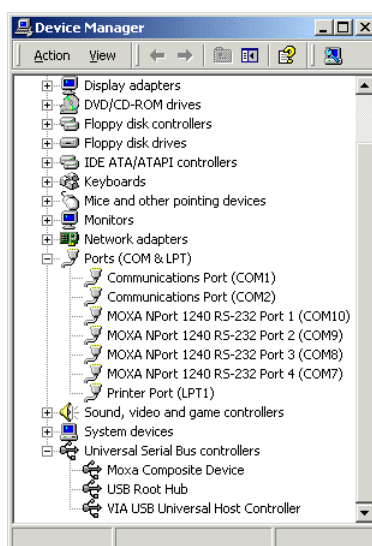 Device Manager
Action View
Display adapters
DVD/CD-ROM drives
Floppy disk controllers
Floppy disk drives
IDE ATA/ATAPI controllers
Keyboards
Mice and other pointing devices
Monitors
Network adapters
Ports (COM & LPT)
Communications Port (COM1)
Communications Port (COM2)
MOXA NPort 1240 RS-232 Port 1 (COM10)
MOXA NPort 1240 RS-232 Port 2 (COM9)
MOXA NPort 1240 RS-232 Port 3 (COM8)
MOXA NPort 1240 RS-232 Port 4 (COM7)
Printer Port (LPT1)
Sound, video and game controllers
System devices
Universal Serial Bus controllers
Moxa Composite Device
USB Root Hub
VIA USB Universal Host Controller